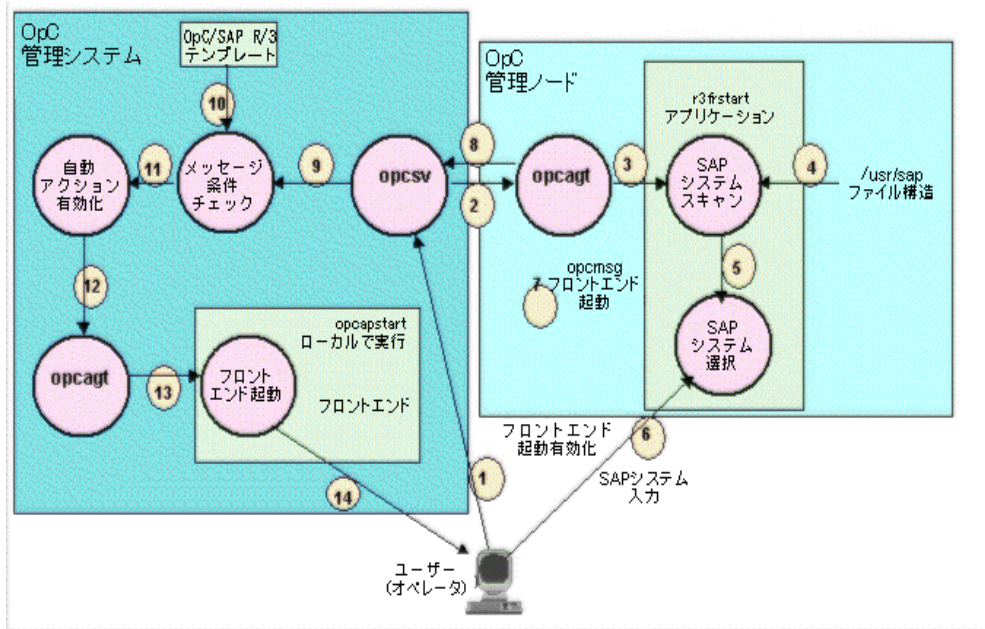 OpC
管理システム
OpC/SAP R/3
テンプレート
OpC
管理ノード
r3frstart
アプリケーション
10
自動
アクション
有効化
11
メッセージ
条件
チェック
9
opcsv
8
2
opcagt
3
SAP
システム
スキャン
4
/usr/sap
ファイル構造
12
5
opcmsg
7 フロントエンド
起動
SAP
システム
選択
opcapstart
ローカルで実行
opcagt
13
フロント
エンド起動
フロントエンド
フロントエンド
起動有効化
6
14
1
SAPシステム
入力
ユーザー
(オペレータ)